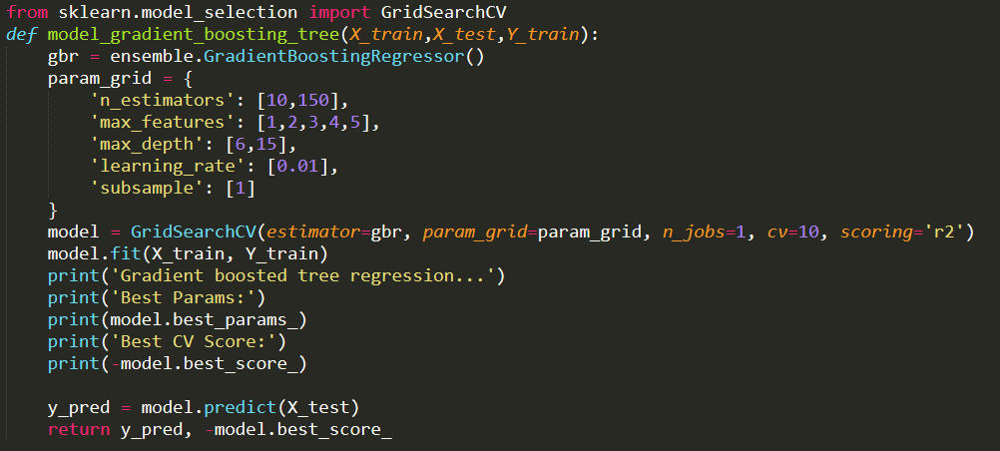 from sklearn.model_selection import GridSearchCV
def model_gradient_boosting_tree(X_train,X_test,Y_train):
    gbr = ensemble.GradientBoostingRegressor()
    param_grid = {
        'n_estimators': [10,150],
        'max_features': [1,2,3,4,5],
        'max_depth': [6,15],
        'learning_rate': [0.01],
        'subsample': [1]
    }
    model = GridSearchCV(estimator=gbr, param_grid=param_grid, n_jobs=1, cv=10, scoring='r2')
    model.fit(X_train, Y_train)
    print('Gradient boosted tree regression...')
    print('Best Params:')
    print(model.best_params_)
    print('Best CV Score:')
    print(-model.best_score_)

    y_pred = model.predict(X_test)
    return y_pred, -model.best_score_